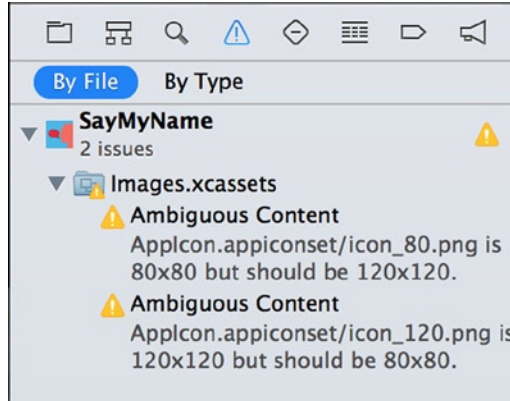 By File By Type
SayMyName
2 issues
Images.xcassets
Ambiguous Content
AppIcon.appiconset/icon_80.png is
80x80 but should be 120x120.
Ambiguous Content
AppIcon.appiconset/icon_120.png is
120x120 but should be 80x80.